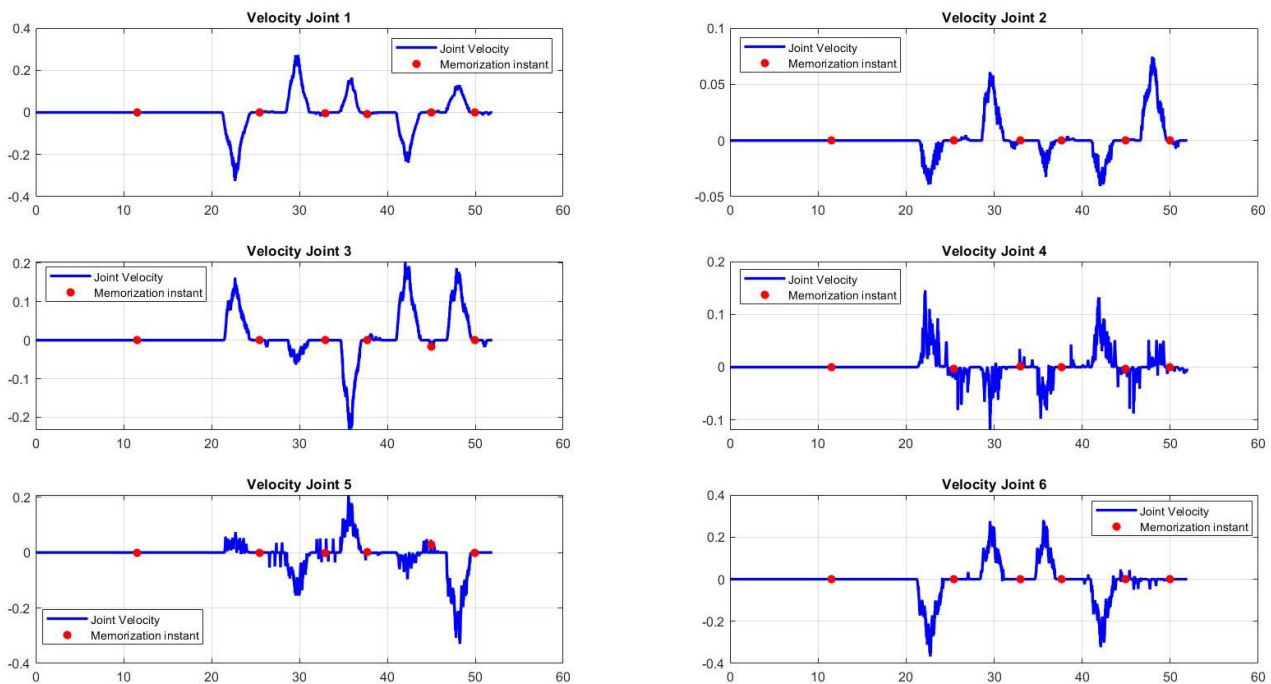 Velocity Joint 1
0.4
0.2
0
-0.2
-0.4
0 10 20 30 40 50 60
Joint Velocity
Memorization instant
Velocity Joint 2
0.1
0.05
0
-0.05
0 10 20 30 40 50 60
Joint Velocity
Memorization instant
Velocity Joint 3
0.2
0.1
0
-0.1
-0.2
0 10 20 30 40 50 60
Joint Velocity
Memorization instant
Velocity Joint 4
0.2
0.1
0
-0.1
0 10 20 30 40 50 60
Joint Velocity
Memorization instant
Velocity Joint 5
0.2
0
-0.2
-0.4
0 10 20 30 40 50 60
Joint Velocity
Memorization instant
Velocity Joint 6
0.4
0.2
0
-0.2
-0.4
0 10 20 30 40 50 60
Joint Velocity
Memorization instant